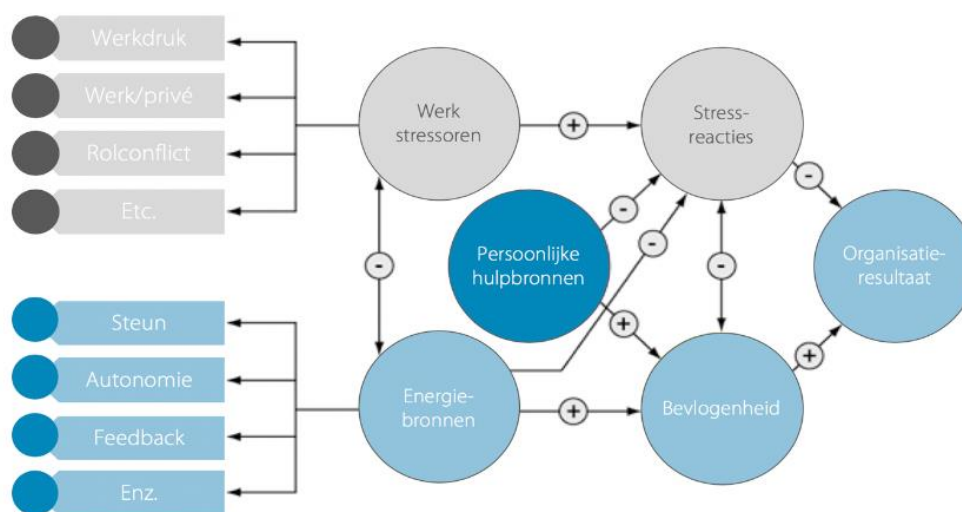 Werkdruk
Werk/privé
Rolconflict
Etc.
Steun
Autonomie
Feedback
Enz.
Werk
stressoren
+
Stress-
reacties
-
-
-
-
-
Persoonlijke
hulpbronnen
+
Energie-
bronnen
+
Bevlogenheid
+
Organisatie-
resultaat